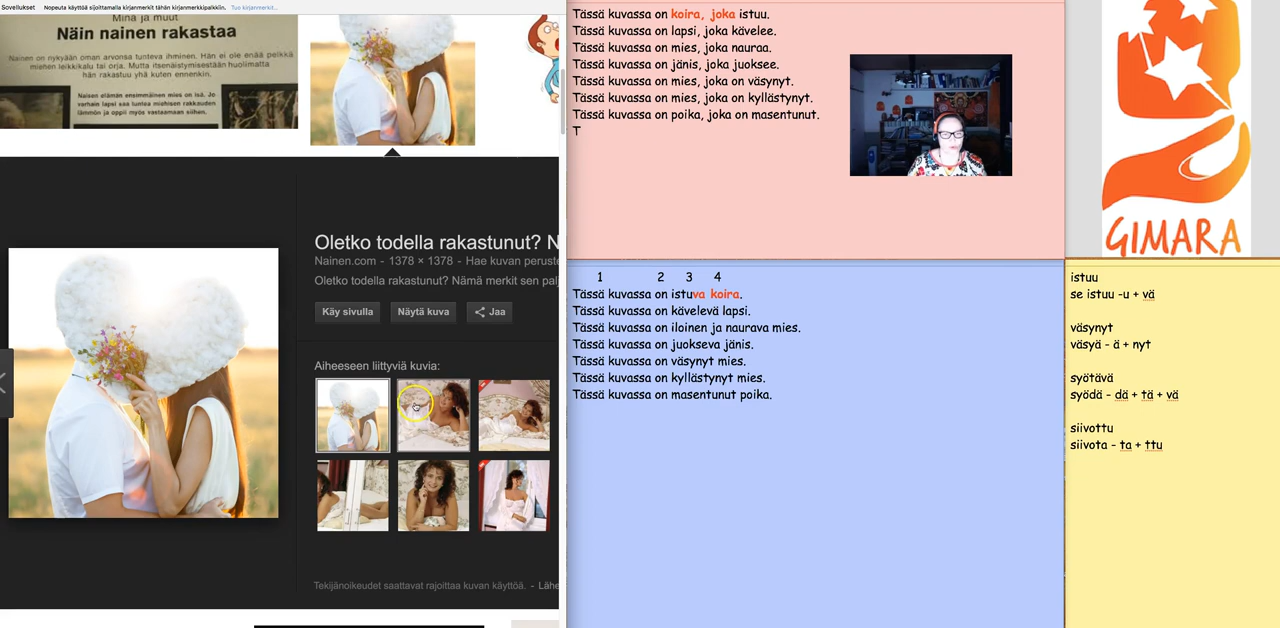 Sovellukset Nopeuta käyttöä sijoittamalla kirjanmerkit tähän kirjanmerkkipalkkiin. Tuo kirjanmerkit...
Minä ja muut
Näin nainen rakastaa
Nainen on nykyään oman arvonsa tunteva ihminen. Hän ei ole enää pelkkä
miehen leikkikalu tai orja. Mutta itsenäistymisestä huolimatta
hän rakastuu yhä kuten ennenkin.
Naisen elämän ensimmäinen mies on isä. Jo
varhain lapsi saa tuntea miehisen rakkauden
lämmön ja oppii myös vastaamaan siihen.
Oletko todella rakastunut? N
Nainen.com - 1378 × 1378 - Hae kuvan peruste
Oletko todella rakastunut? Nämä merkit sen pal
Käy sivulla
Näytä kuva
Jaa
Aiheeseen liittyviä kuvia:
Tekijänoikeudet saattavat rajoittaa kuvan käyttöä. - Lähe
Tässä kuvassa on koira, joka istuu.
Tässä kuvassa on lapsi, joka kävelee.
Tässä kuvassa on mies, joka nauraa.
Tässä kuvassa on jänis, joka juoksee.
Tässä kuvassa on mies, joka on väsynyt.
Tässä kuvassa on mies, joka on kyllästynyt.
Tässä kuvassa on poika, joka on masentunut.
T
GIMARA
1 2 3 4
Tässä kuvassa on istuva koira.
Tässä kuvassa on kävelevä lapsi.
Tässä kuvassa on iloinen ja naurava mies.
Tässä kuvassa on juokseva jänis.
Tässä kuvassa on väsynyt mies.
Tässä kuvassa on kyllästynyt mies.
Tässä kuvassa on masentunut poika.
istuu
se istuu -u + vä
väsynyt
väsyä - ä + nyt
syötävä
syödä - dä + tä + vä
siivottu
siivota - ta + ttu